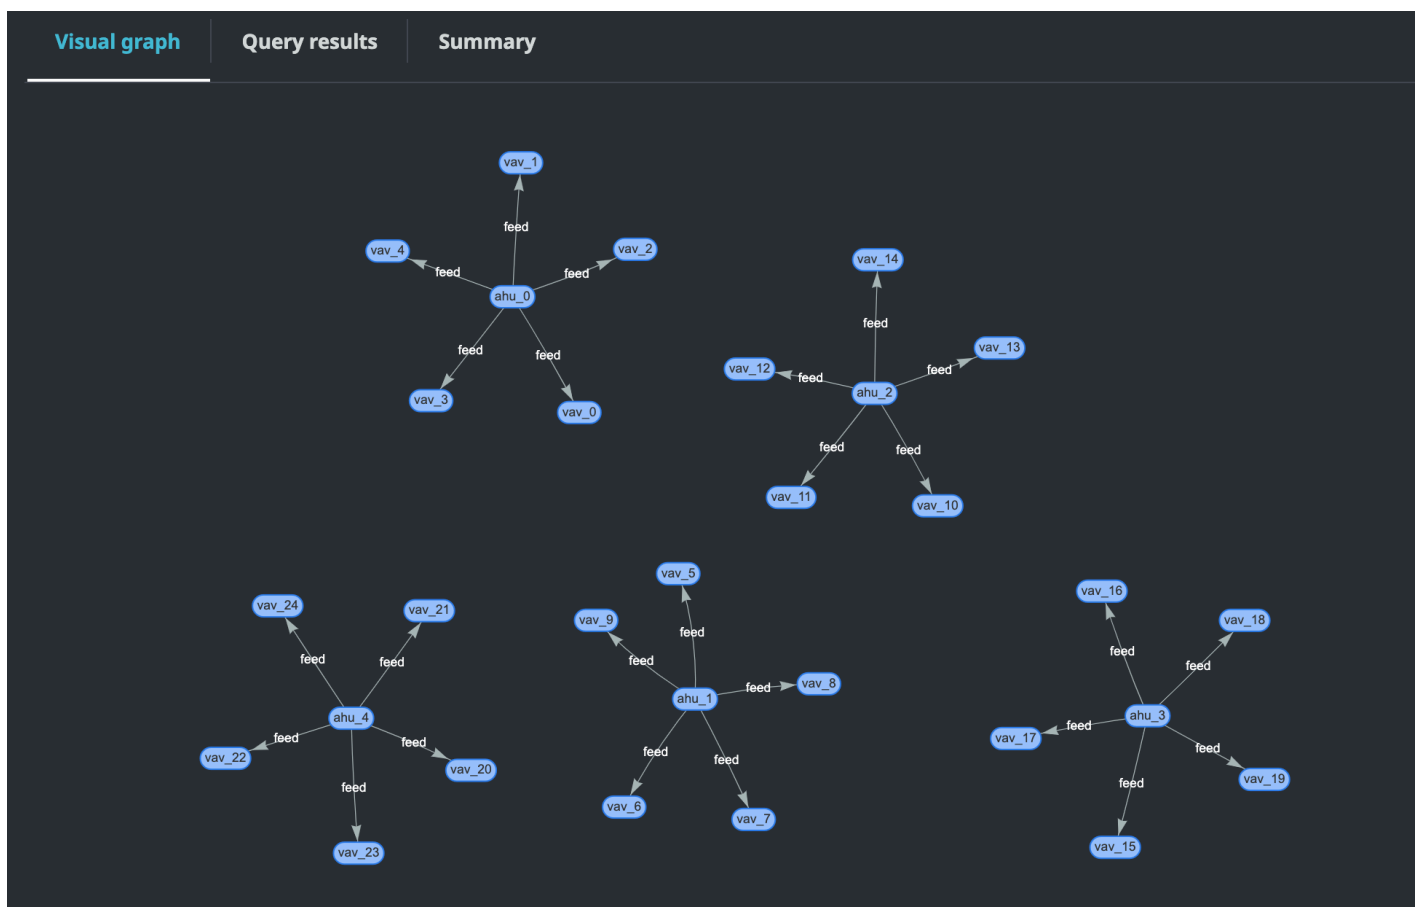 Visual graph
Query results
Summary
vav_1
feed
vav_4
vav_2
feed
feed
ahu_0
feed
feed
vav_3
vav_0
vav_14
feed
vav_13
vav_12
feed
feed
ahu_2
feed
feed
vav_11
vav_10
vav_5
vav_9
feed
feed
vav_8
feed
ahu_1
feed
feed
vav_6
vav_7
vav_24
vav_21
feed
feed
ahu_4
feed
feed
vav_22
vav_20
feed
vav_23
vav_16
vav_18
feed
feed
ahu_3
feed
vav_17
feed
vav_19
feed
vav_15